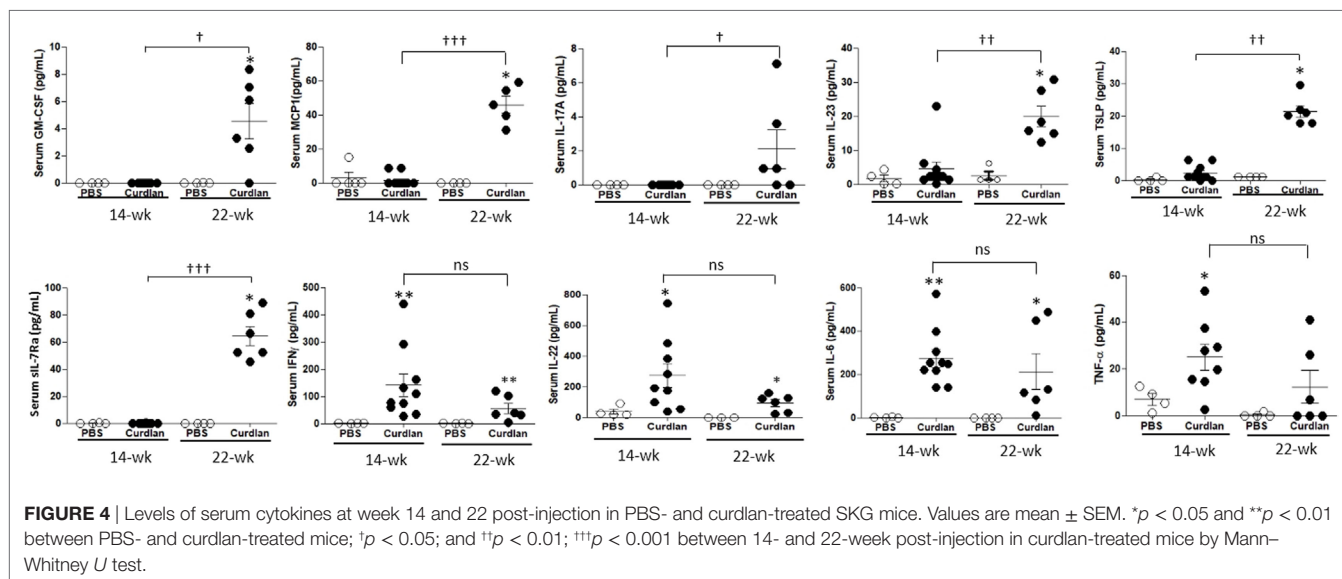 † ††† † †† ††
Serum GM-CSF (pg/mL) 10 8 6 4 2 0 *
PBS Curdlan PBS Curdlan
14-wk 22-wk
Serum MCP1(pg/mL) 80 60 40 20 0 *
PBS Curdlan PBS Curdlan
14-wk 22-wk
Serum IL-17A (pg/mL) 8 6 4 2 0
PBS Curdlan PBS Curdlan
14-wk 22-wk
Serum IL-23 (pg/mL) 40 30 20 10 0 *
PBS Curdlan PBS Curdlan
14-wk 22-wk
Serum TSLP (pg/mL) 40 30 20 10 0 *
PBS Curdlan PBS Curdlan
14-wk 22-wk
††† ns ns ns ns
Serum sIL-7Ra (pg/mL) 100 80 60 40 20 0 *
PBS Curdlan PBS Curdlan
14-wk 22-wk
Serum IFNγ (pg/mL) 500 400 300 200 100 0 ** **
PBS Curdlan PBS Curdlan
14-wk 22-wk
Serum IL-22 (pg/mL) 800 600 400 200 0 * *
PBS Curdlan PBS Curdlan
14-wk 22-wk
Serum IL-6 (pg/mL) 800 600 400 200 0 ** *
PBS Curdlan PBS Curdlan
14-wk 22-wk
TNF-α (pg/mL) 60 40 20 0 *
PBS Curdlan PBS Curdlan
14-wk 22-wk
FIGURE 4 | Levels of serum cytokines at week 14 and 22 post-injection in PBS- and curdlan-treated SKG mice. Values are mean ± SEM. *p < 0.05 and **p < 0.01
between PBS- and curdlan-treated mice; †p < 0.05; and ††p < 0.01; †††p < 0.001 between 14- and 22-week post-injection in curdlan-treated mice by Mann–
Whitney U test.